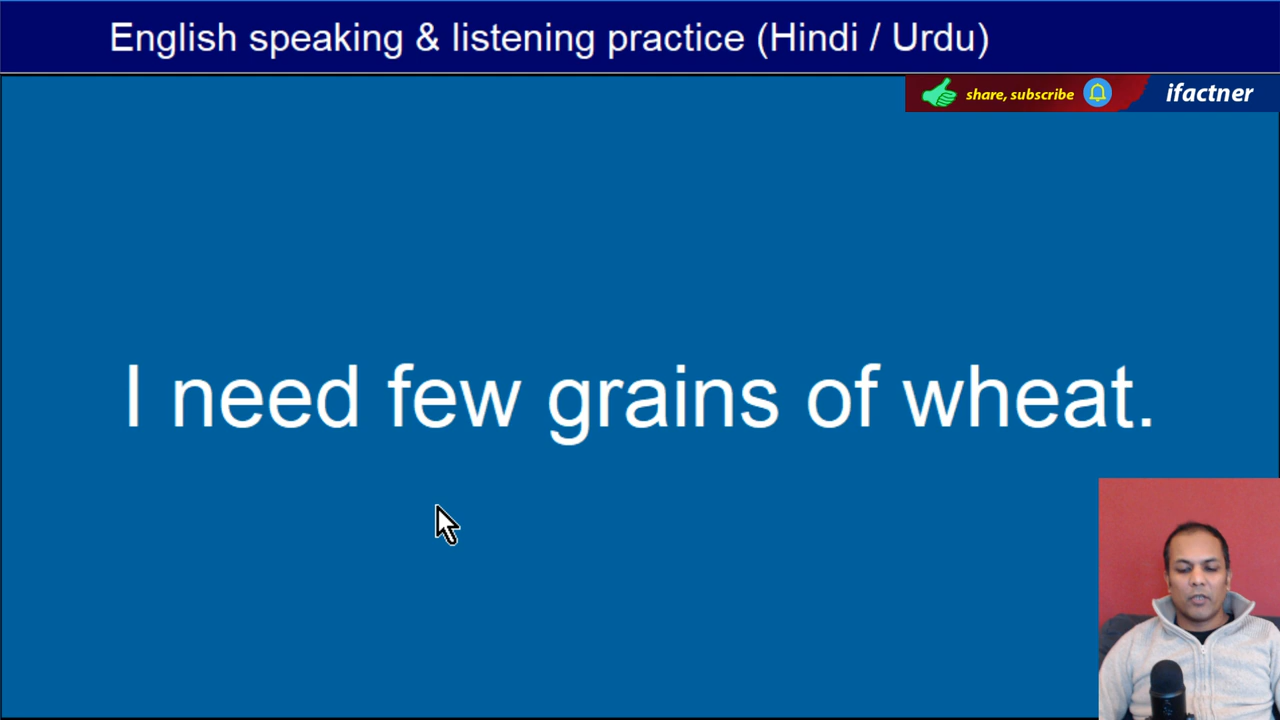 English speaking & listening practice (Hindi / Urdu)
share, subscribe
ifactner
I need few grains of wheat.